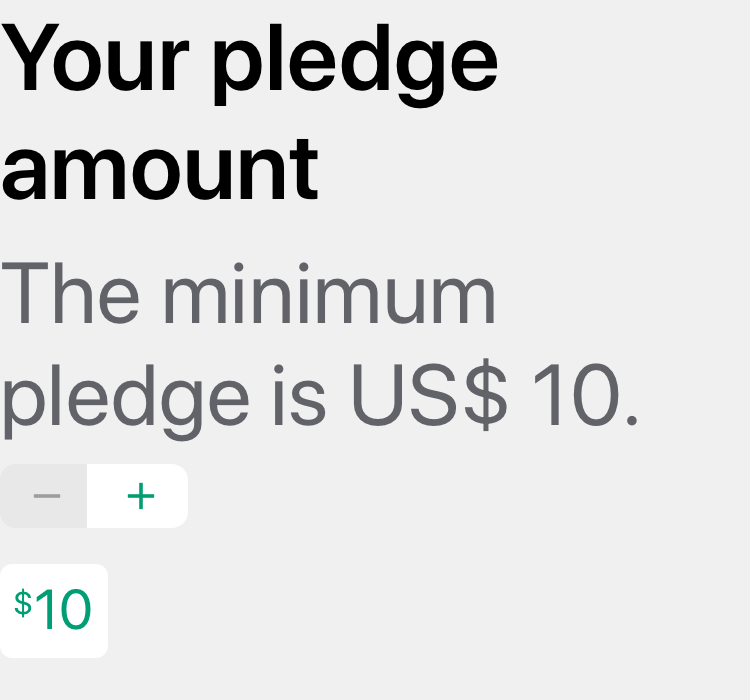 Your pledge
amount
The minimum
pledge is US$ 10.
− +
$10